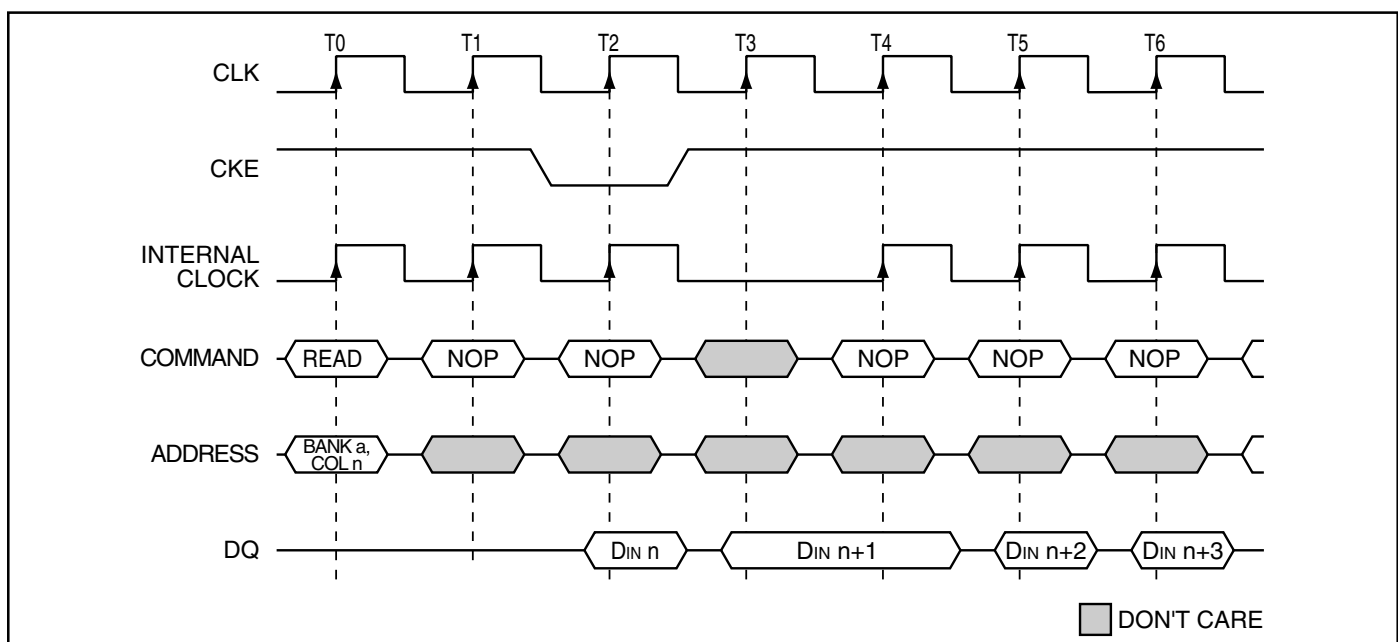 T0 T1 T2 T3 T4 T5 T6
CLK
CKE
INTERNAL
CLOCK
COMMAND READ NOP NOP NOP NOP NOP
ADDRESS BANK a,
COL n
DQ DIN n DIN n+1 DIN n+2 DIN n+3
DON'T CARE